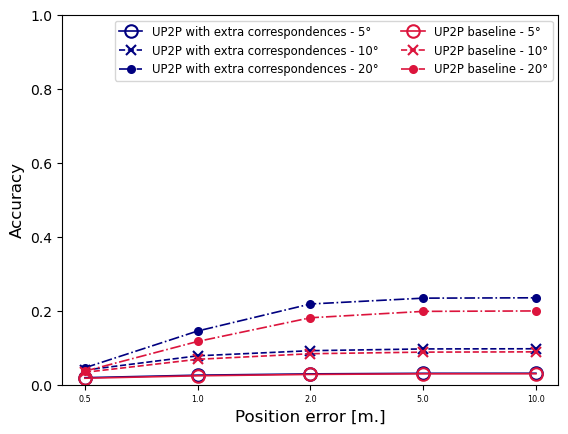 UP2P with extra correspondences - 5°
UP2P with extra correspondences - 10°
UP2P with extra correspondences - 20°
UP2P baseline - 5°
UP2P baseline - 10°
UP2P baseline - 20°
1.0
0.8
0.6
0.4
0.2
0.0
Accuracy
0.5 1.0 2.0 5.0 10.0
Position error [m.]